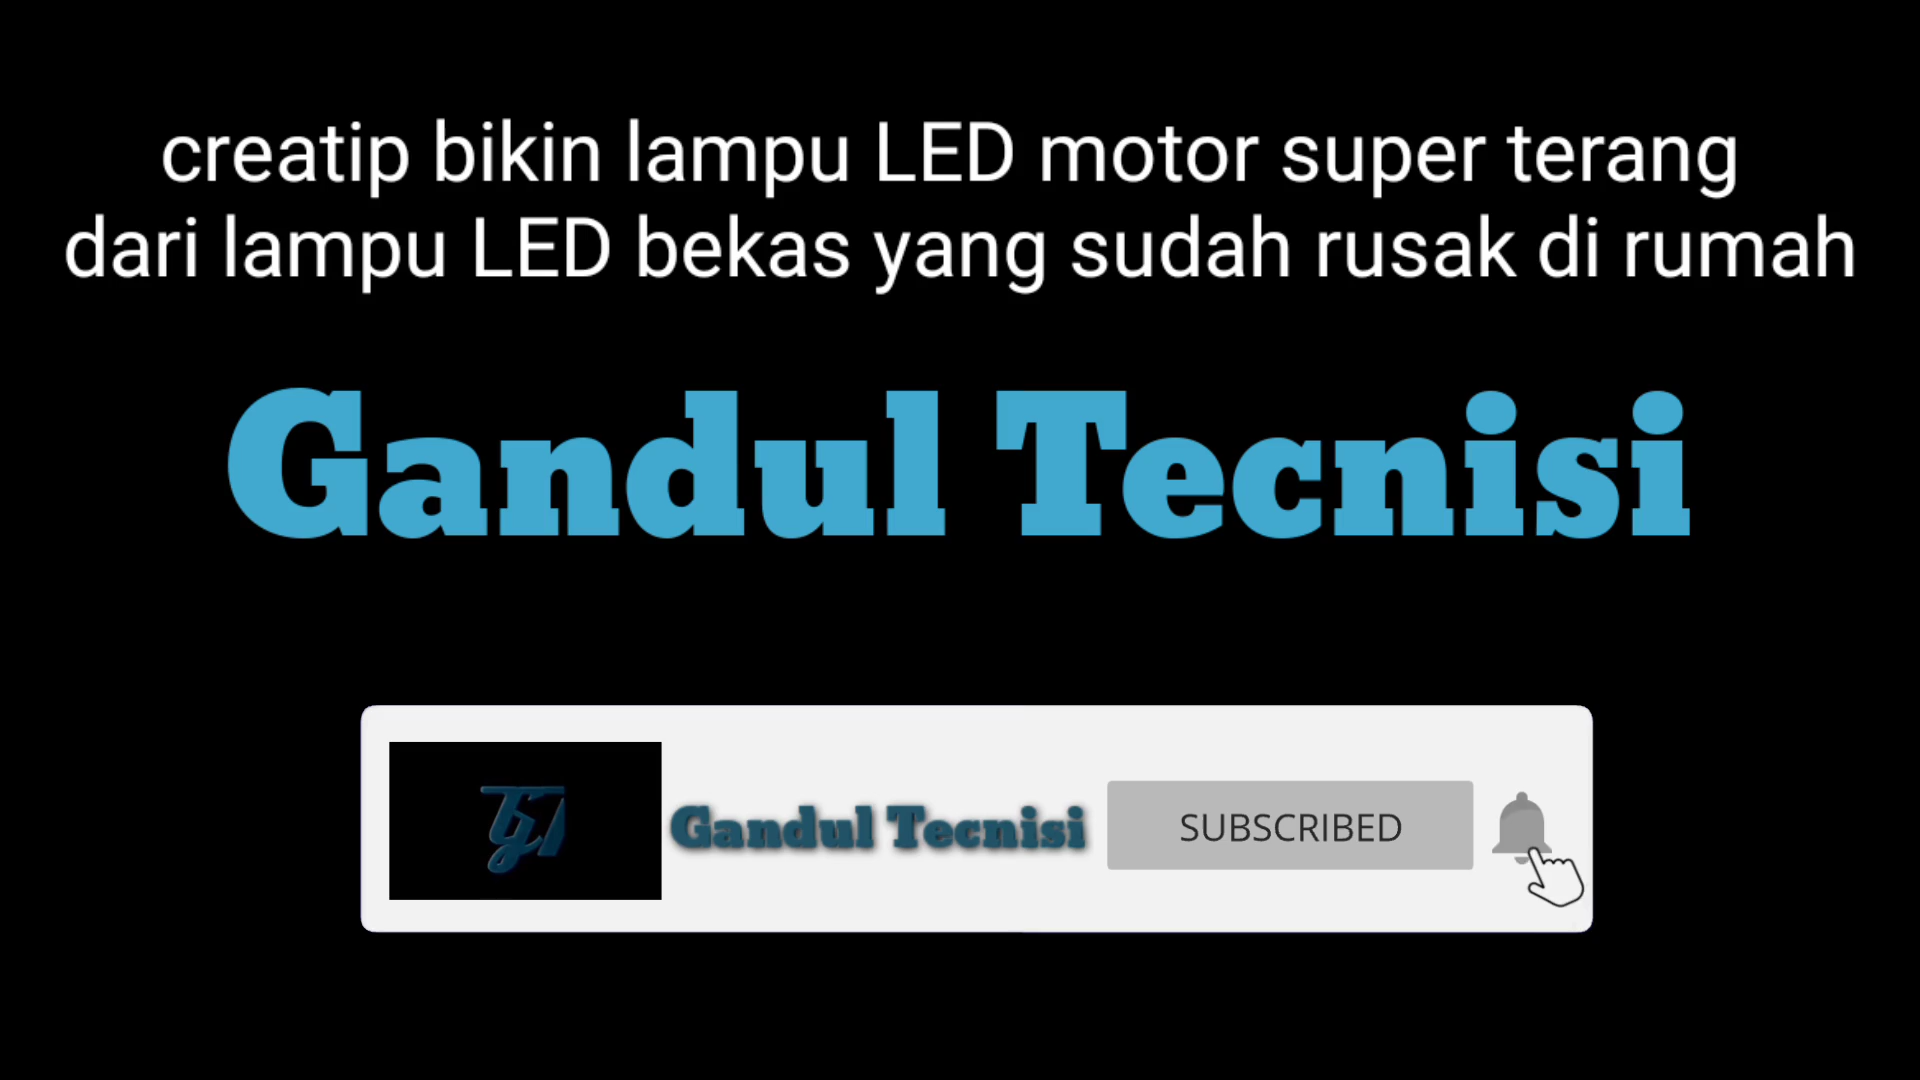 creatip bikin lampu LED motor super terang
dari lampu LED bekas yang sudah rusak di rumah
Gandul Tecnisi
Gandul Tecnisi
SUBSCRIBED